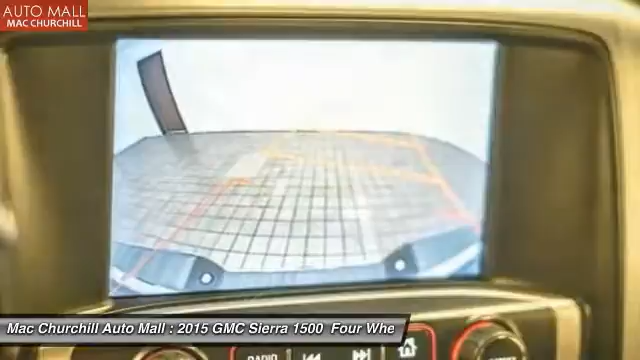 AUTO MALL
MAC CHURCHILL
Mac Churchill Auto Mall : 2015 GMC Sierra 1500 Four Whe
RADIO